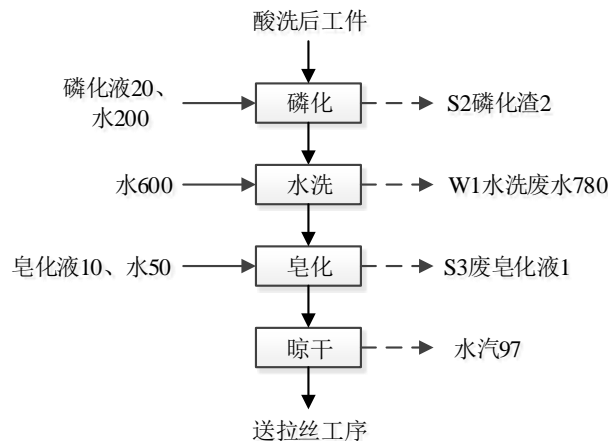 酸洗后工件
磷化液20、
水200
磷化
S2磷化渣2
水600
水洗
W1水洗废水780
皂化液10、水50
皂化
S3废皂化液1
晾干
水汽97
送拉丝工序